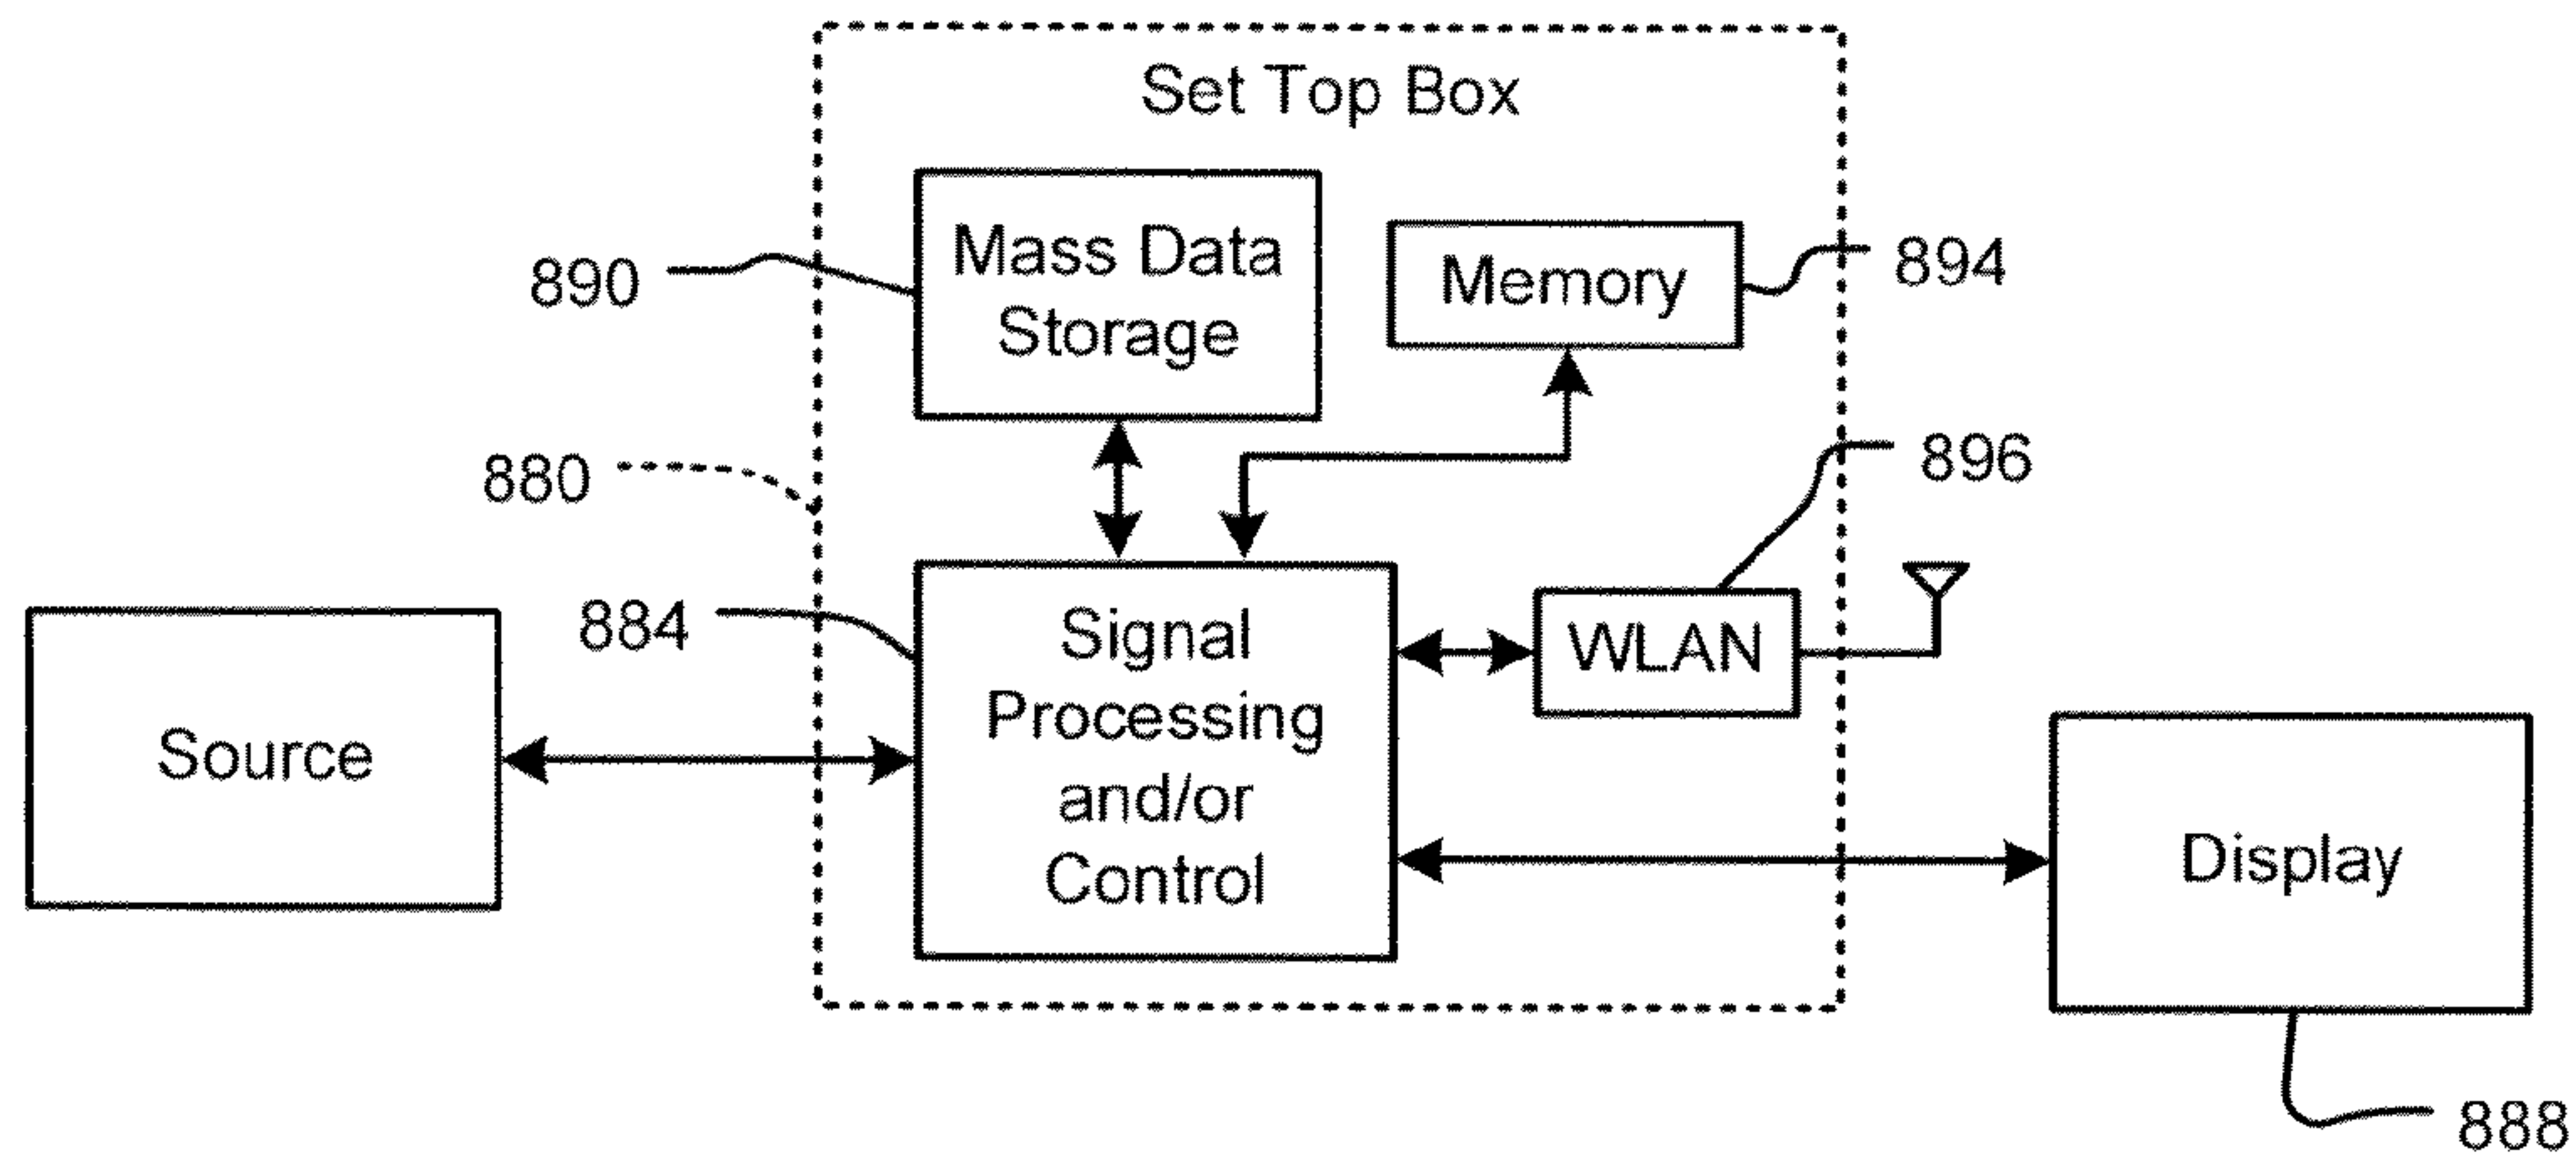 Set Top Box
Mass Data
Storage
890
Memory
894
880
896
884
Signal
Processing
and/or
Control
WLAN
Source
Display
888